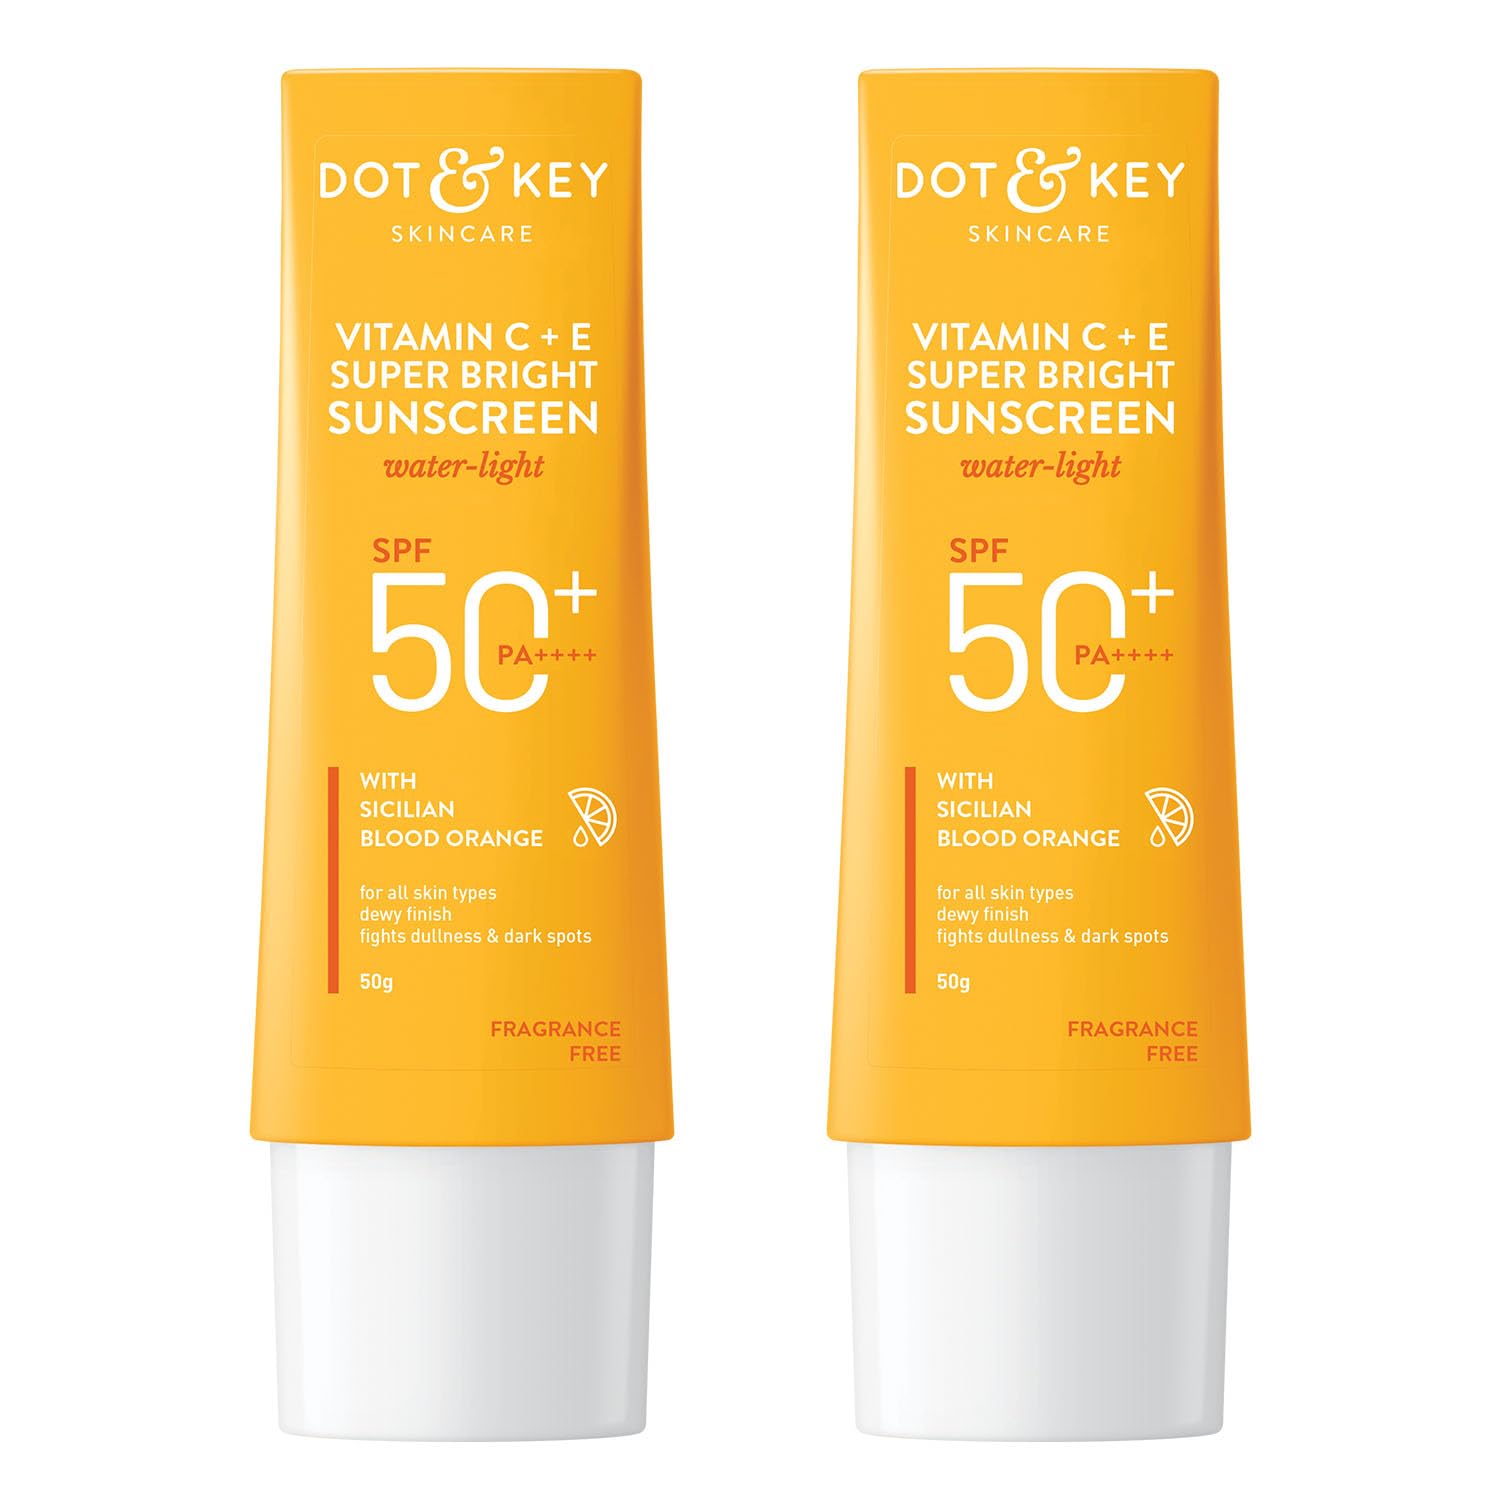 DOT & KEY
SKINCARE
VITAMIN C + E
SUPER BRIGHT
SUNSCREEN
water-light
SPF
50+
PA++++
WITH
SICILIAN
BLOOD ORANGE
for all skin types
dewy finish
fights dullness & dark spots
50g
FRAGRANCE
FREE
DOT & KEY
SKINCARE
VITAMIN C + E
SUPER BRIGHT
SUNSCREEN
water-light
SPF
50+
PA++++
WITH
SICILIAN
BLOOD ORANGE
for all skin types
dewy finish
fights dullness & dark spots
50g
FRAGRANCE
FREE